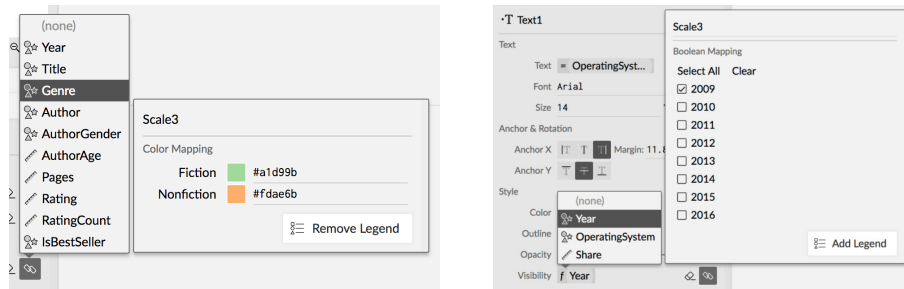 (none)
Year
Title
Genre
Author
AuthorGender
AuthorAge
Pages
Rating
RatingCount
IsBestSeller
Scale3
Color Mapping
Fiction #a1d99b
Nonfiction #fdae6b
Remove Legend
T Text1
Text
Text = OperatingSyst...
Font Arial
Size 14
Anchor & Rotation
Anchor X Margin: 11.8
Anchor Y
Style
Color
Outline
Opacity
Visibility f Year
(none)
Year
OperatingSystem
Share
Scale3
Boolean Mapping
Select All Clear
2009
2010
2011
2012
2013
2014
2015
2016
Add Legend